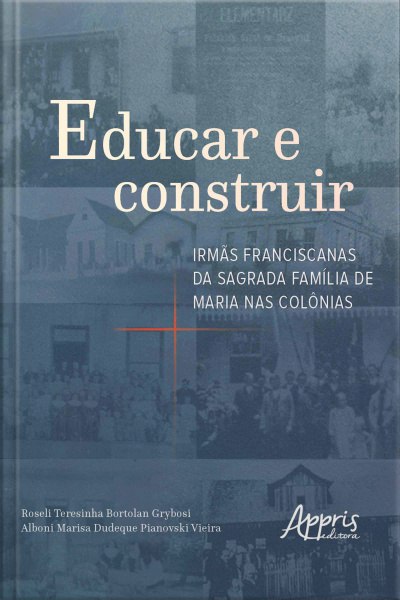 ELEMENTARZ
Educar e
construir
IRMÃS FRANCISCANAS
DA SAGRADA FAMÍLIA DE
MARIA NAS COLÔNIAS
Roseli Teresinha Bortolan Grybosi
Alboni Marisa Dudeque Pianovski Vieira
Appris
editora